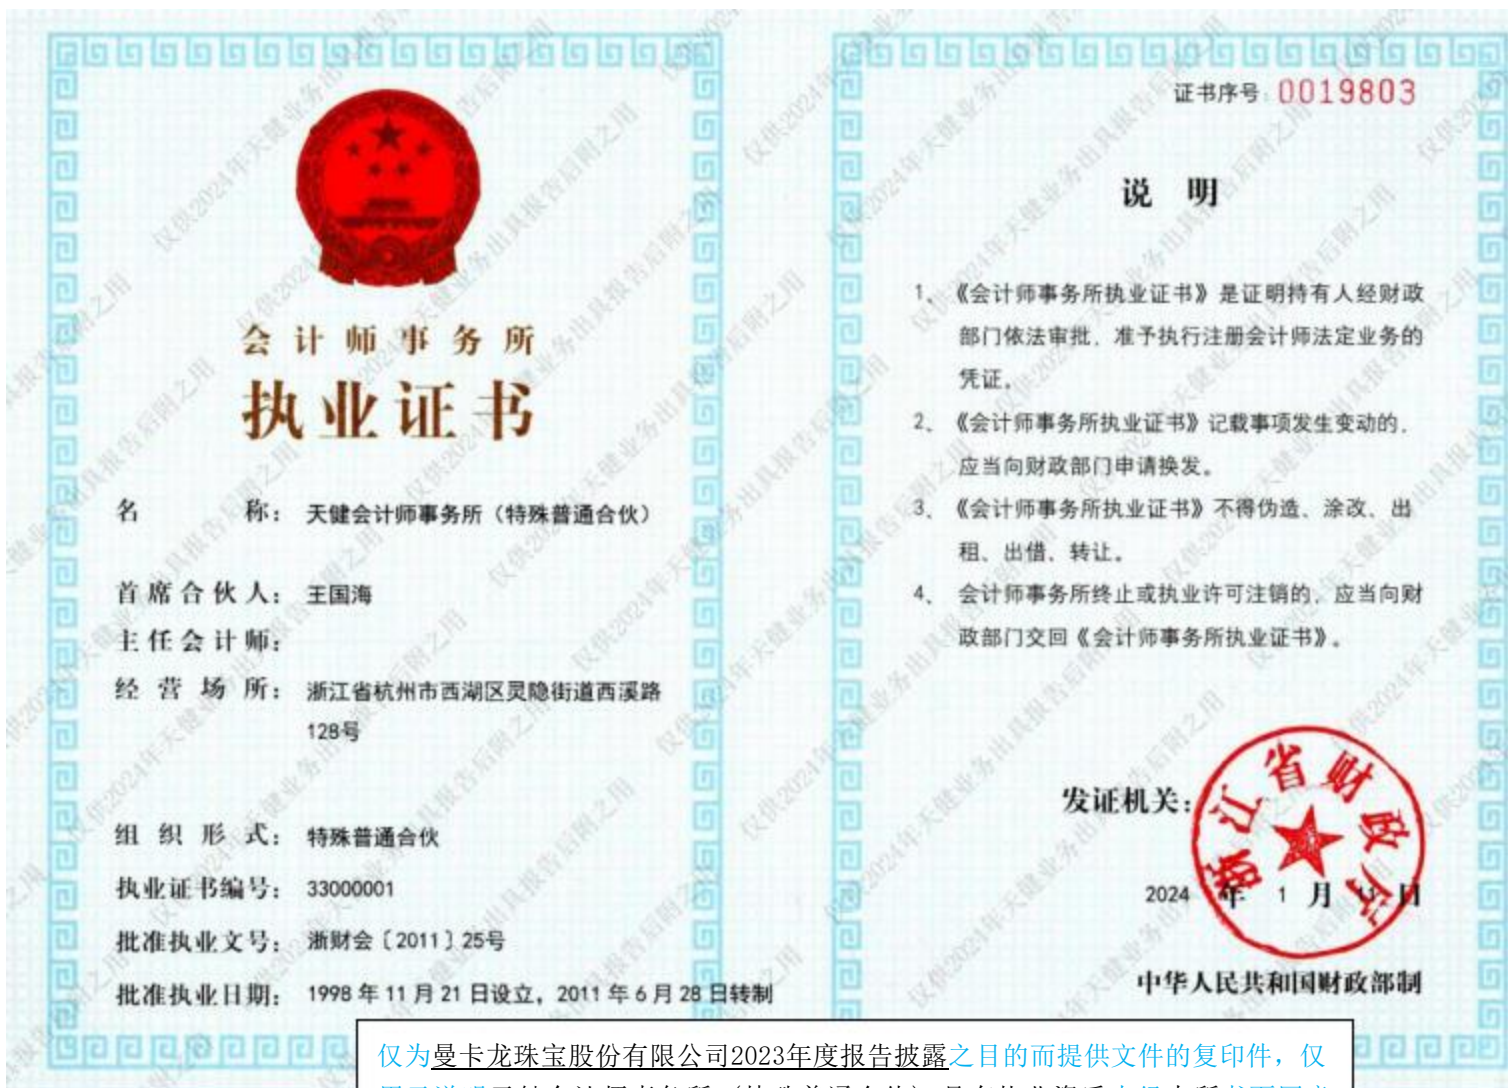 会计师事务所
执业证书
名 称：天健会计师事务所（特殊普通合伙）
首席合伙人：王国海
主任会计师：
经营场所：浙江省杭州市西湖区灵隐街道西溪路
128号
组织形式：特殊普通合伙
执业证书编号：33000001
批准执业文号：浙财会〔2011〕25号
批准执业日期：1998年11月21日设立，2011年6月28日转制
证书序号：0019803
说 明
1、《会计师事务所执业证书》是证明持有人经财政
部门依法审批，准予执行注册会计师法定业务的
凭证。
2、《会计师事务所执业证书》记载事项发生变动的，
应当向财政部门申请换发。
3、《会计师事务所执业证书》不得伪造、涂改、出
租、出借、转让。
4、会计师事务所终止或执业许可注销的，应当向财
政部门交回《会计师事务所执业证书》。
发证机关：
浙江省财政厅
2024 年 1 月 日
中华人民共和国财政部制
仅为曼卡龙珠宝股份有限公司2023年度报告披露之目的而提供文件的复印件，仅
仅供2024年天健业务出具报告后附之用